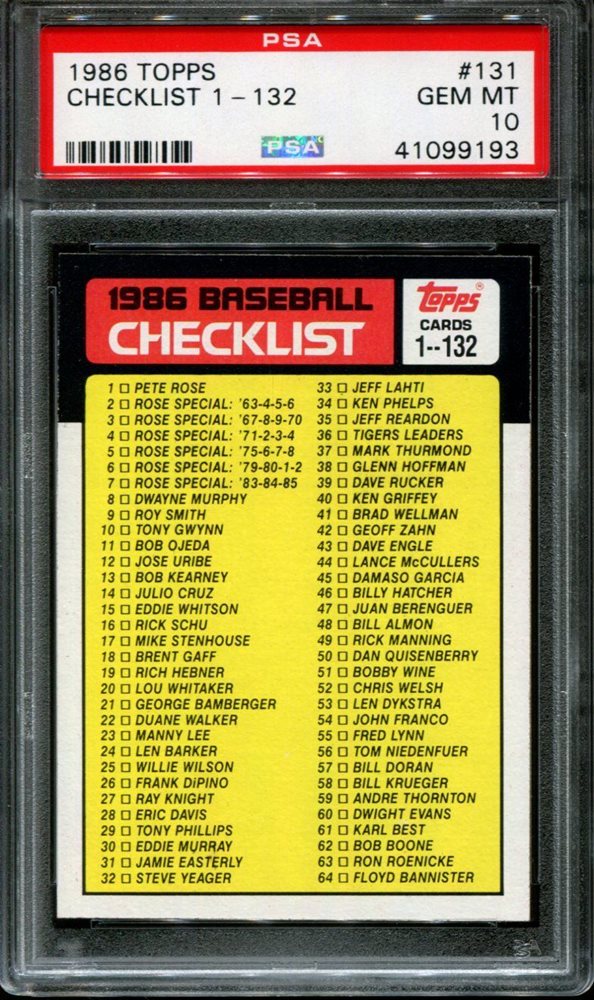 PSA
1986 TOPPS #131
CHECKLIST 1 – 132 GEM MT
10
PSA 41099193
1986 BASEBALL
CHECKLIST
Topps®
CARDS
1--132
1 □ PETE ROSE
2 □ ROSE SPECIAL: '63-4-5-6
3 □ ROSE SPECIAL: '67-8-9-70
4 □ ROSE SPECIAL: '71-2-3-4
5 □ ROSE SPECIAL: '75-6-7-8
6 □ ROSE SPECIAL: '79-80-1-2
7 □ ROSE SPECIAL: '83-84-85
8 □ DWAYNE MURPHY
9 □ ROY SMITH
10 □ TONY GWYNN
11 □ BOB OJEDA
12 □ JOSE URIBE
13 □ BOB KEARNEY
14 □ JULIO CRUZ
15 □ EDDIE WHITSON
16 □ RICK SCHU
17 □ MIKE STENHOUSE
18 □ BRENT GAFF
19 □ RICH HEBNER
20 □ LOU WHITAKER
21 □ GEORGE BAMBERGER
22 □ DUANE WALKER
23 □ MANNY LEE
24 □ LEN BARKER
25 □ WILLIE WILSON
26 □ FRANK DiPINO
27 □ RAY KNIGHT
28 □ ERIC DAVIS
29 □ TONY PHILLIPS
30 □ EDDIE MURRAY
31 □ JAMIE EASTERLY
32 □ STEVE YEAGER
33 □ JEFF LAHTI
34 □ KEN PHELPS
35 □ JEFF REARDON
36 □ TIGERS LEADERS
37 □ MARK THURMOND
38 □ GLENN HOFFMAN
39 □ DAVE RUCKER
40 □ KEN GRIFFEY
41 □ BRAD WELLMAN
42 □ GEOFF ZAHN
43 □ DAVE ENGLE
44 □ LANCE McCULLERS
45 □ DAMASO GARCIA
46 □ BILLY HATCHER
47 □ JUAN BERENGUER
48 □ BILL ALMON
49 □ RICK MANNING
50 □ DAN QUISENBERRY
51 □ BOBBY WINE
52 □ CHRIS WELSH
53 □ LEN DYKSTRA
54 □ JOHN FRANCO
55 □ FRED LYNN
56 □ TOM NIEDENFUER
57 □ BILL DORAN
58 □ BILL KRUEGER
59 □ ANDRE THORNTON
60 □ DWIGHT EVANS
61 □ KARL BEST
62 □ BOB BOONE
63 □ RON ROENICKE
64 □ FLOYD BANNISTER